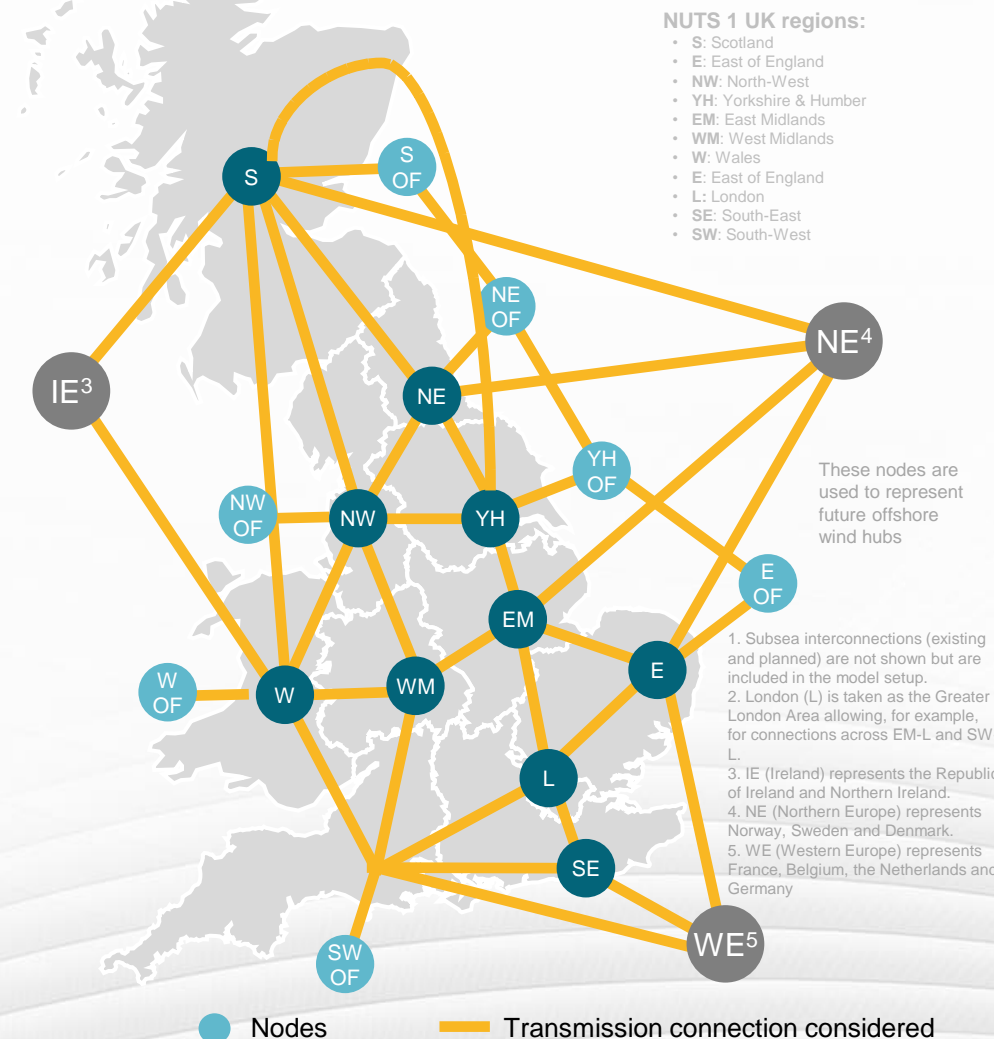 NUTS 1 UK regions:
• S: Scotland
• E: East of England
• NW: North-West
• YH: Yorkshire & Humber
• EM: East Midlands
• WM: West Midlands
• W: Wales
• E: East of England
• L: London
• SE: South-East
• SW: South-West
S
S
OF
NE
OF
NE⁴
IE³
NE
YH
OF
These nodes are
used to represent
future offshore
wind hubs
NW
OF
NW
YH
E
OF
EM
E
W
OF
W
WM
1. Subsea interconnections (existing
and planned) are not shown but are
included in the model setup.
2. London (L) is taken as the Greater
London Area allowing, for example,
for connections across EM-L and SW
L.
3. IE (Ireland) represents the Republic
of Ireland and Northern Ireland.
4. NE (Northern Europe) represents
Norway, Sweden and Denmark.
5. WE (Western Europe) represents
France, Belgium, the Netherlands and
Germany
L
SE
WE⁵
SW
OF
Nodes
Transmission connection considered